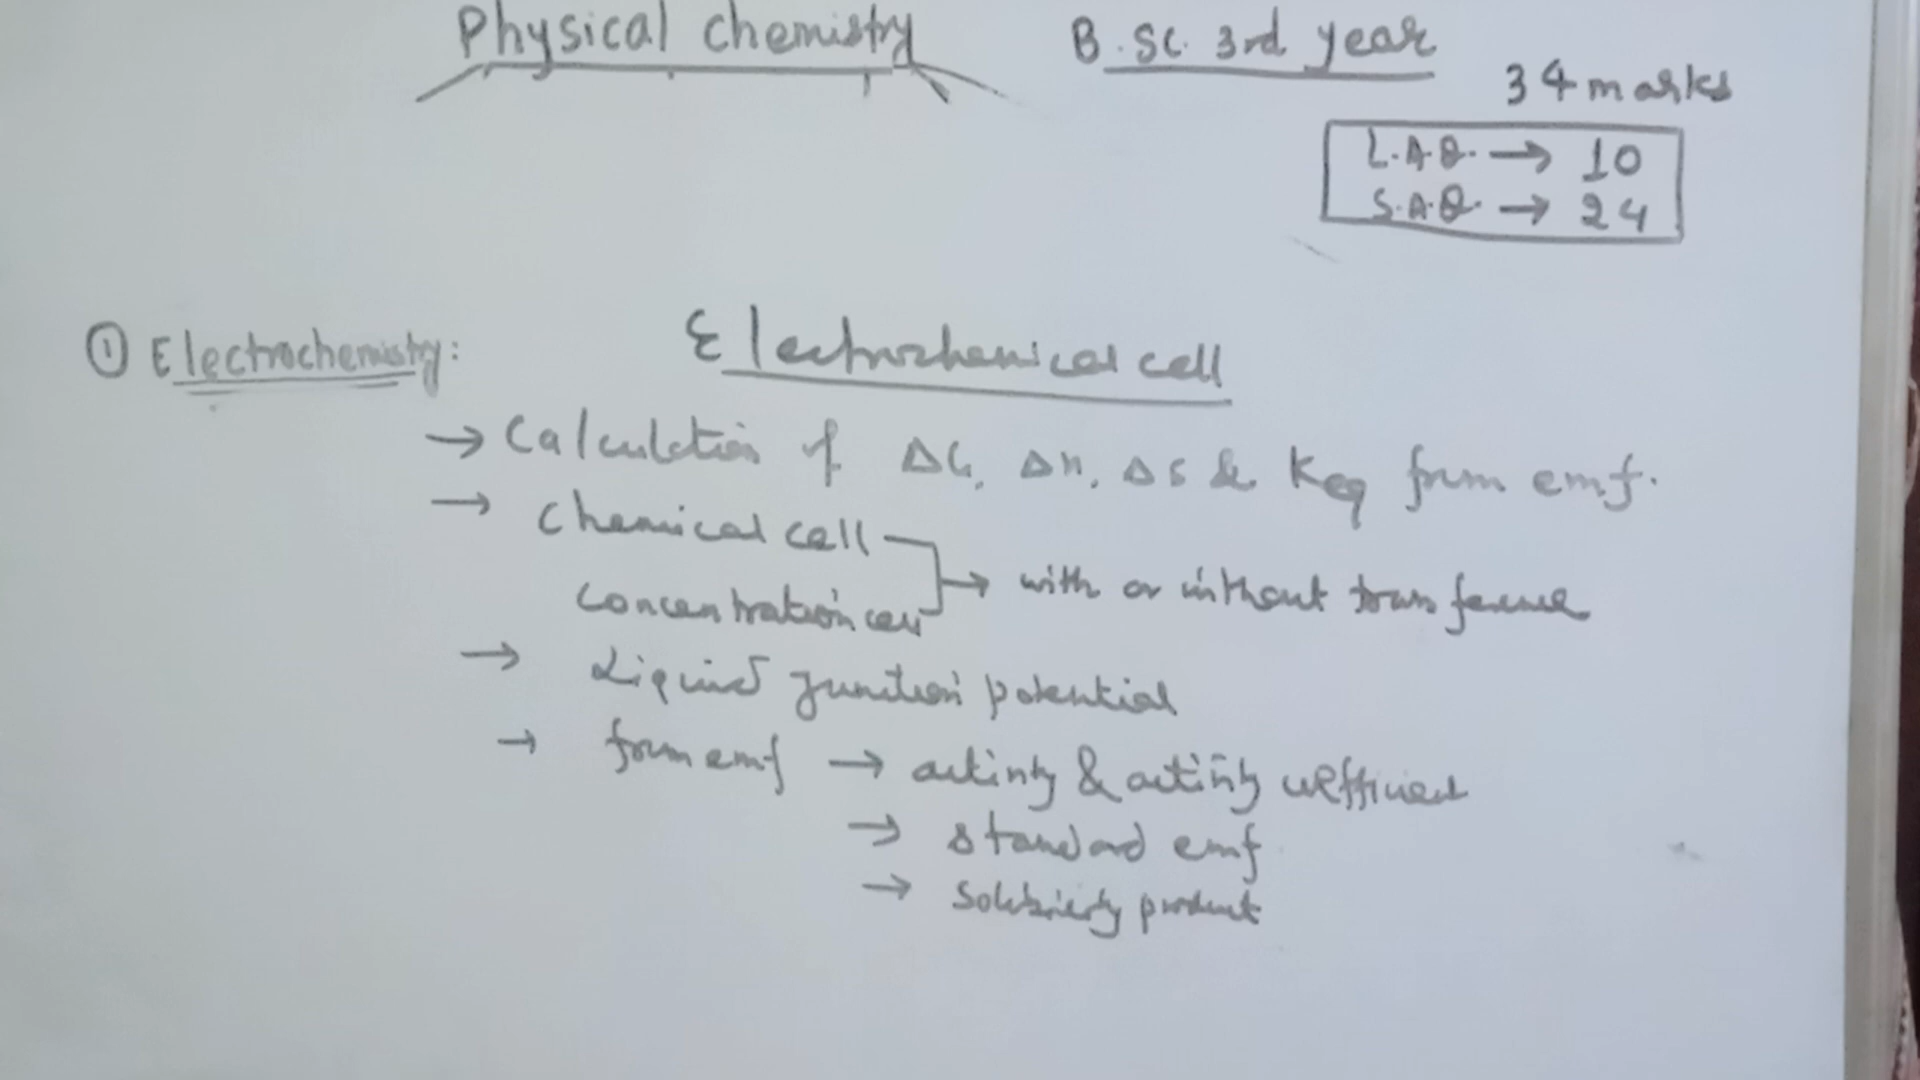 Physical chemistry
B.Sc. 3rd year
34 marks
L.A.Q. → 10
S.A.Q. → 24
① Electrochemistry:
Electrochemical cell
→ Calculation of ΔG, ΔH, ΔS & Keq from emf.
→ Chemical cell
Concentration cell
→ with or without transference
→ Liquid junction potential
→ from emf → activity & activity coefficient
→ standard emf
→ Solubility product